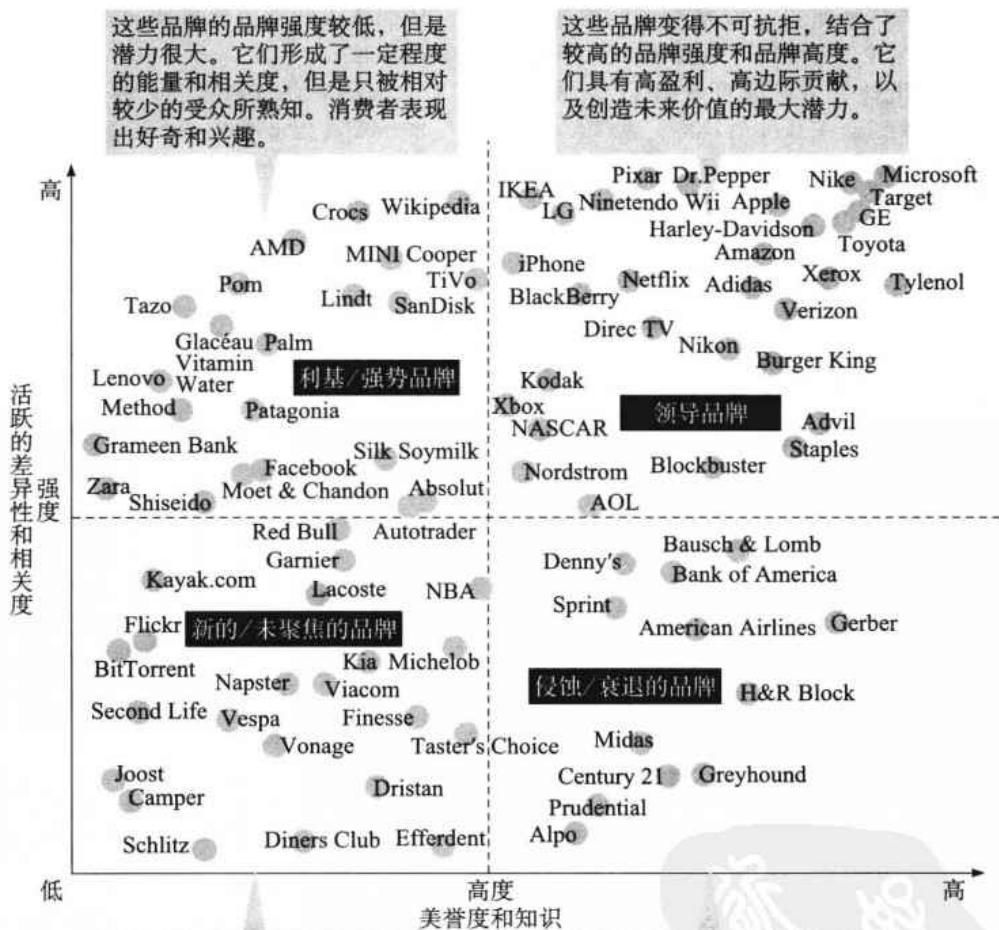 这些品牌的品牌强度较低，但是
潜力很大。它们形成了一定程度
的能量和相关度，但是只被相对
较少的受众所熟知。消费者表现
出好奇和兴趣。
这些品牌变得不可抗拒，结合了
较高的品牌强度和品牌高度。它
们具有高盈利、高边际贡献，以
及创造未来价值的最大潜力。
高
活跃的差异性和相关度
强度
Crocs
Wikipedia
AMD
MINI Cooper
TiVo
Pom
Lindt
SanDisk
Tazo
Glacéau
Vitamin
Water
Palm
Lenovo
利基/强势品牌
Method
Patagonia
Grameen Bank
Silk Soymilk
Facebook
Zara
Moet & Chandon
Absolut
Shiseido
IKEA
Pixar
Dr.Pepper
Nike
Microsoft
LG
Ninetendo Wii
Apple
Target
Harley-Davidson
GE
Amazon
Toyota
iPhone
Netflix
Adidas
Xerox
Tylenol
BlackBerry
Verizon
Direc TV
Nikon
Burger King
Kodak
Xbox
领导品牌
NASCAR
Advil
Staples
Nordstrom
Blockbuster
AOL
Red Bull
Autotrader
Garnier
Kayak.com
Lacoste
NBA
Flickr
新的/未聚焦的品牌
BitTorrent
Kia
Michelob
Napster
Viacom
Second Life
Vespa
Finesse
Vonage
Taster's Choice
Joost
Camper
Dristan
Schlitz
Diners Club
Efferdent
Denny's
Bausch & Lomb
Bank of America
Sprint
American Airlines
Gerber
侵蚀/衰退的品牌
H&R Block
Midas
Century 21
Greyhound
Prudential
Alpo
低
高度
高
美誉度和知识